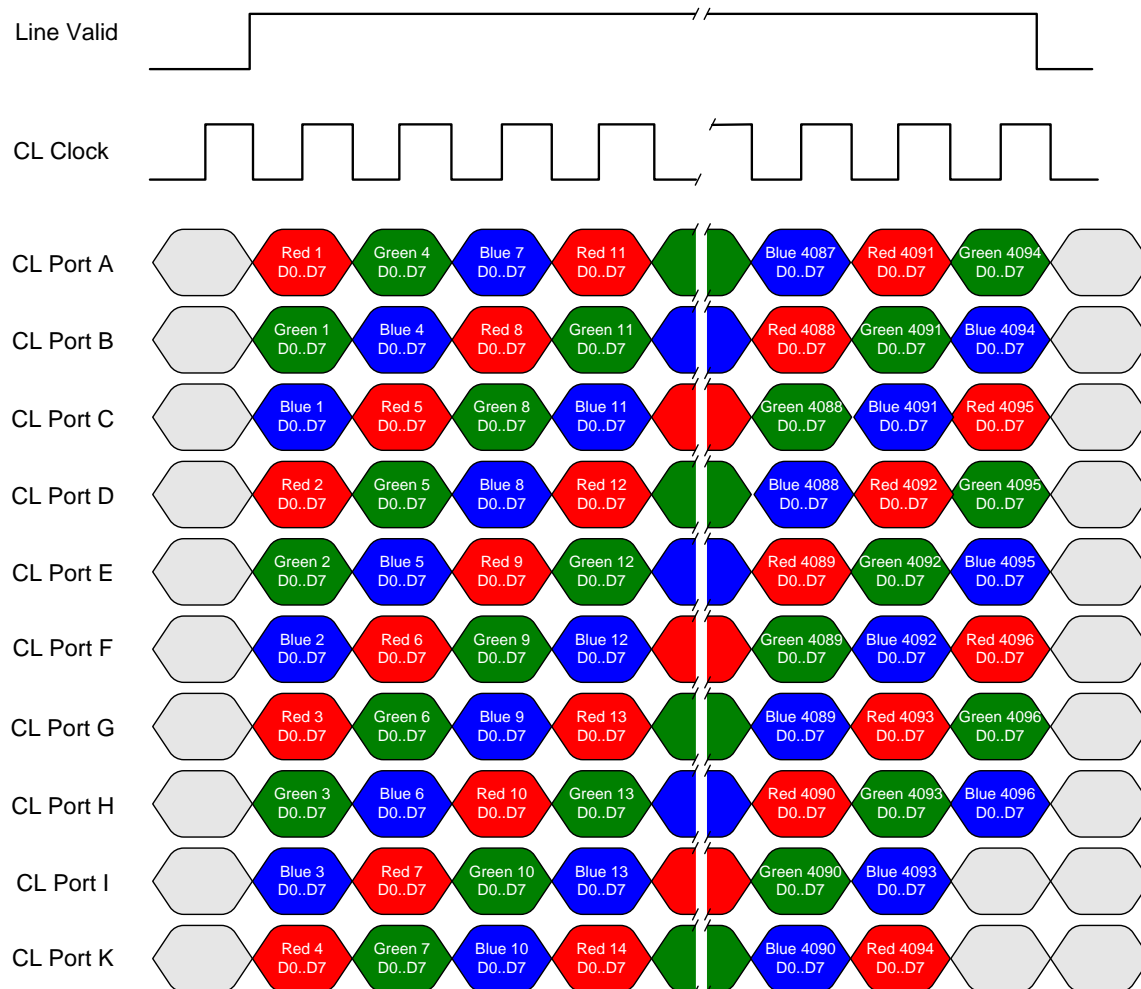 Line Valid
CL Clock
CL Port A
Red 1
D0..D7
Green 4
D0..D7
Blue 7
D0..D7
Red 11
D0..D7
Blue 4087
D0..D7
Red 4091
D0..D7
Green 4094
D0..D7
CL Port B
Green 1
D0..D7
Blue 4
D0..D7
Red 8
D0..D7
Green 11
D0..D7
Red 4088
D0..D7
Green 4091
D0..D7
Blue 4094
D0..D7
CL Port C
Blue 1
D0..D7
Red 5
D0..D7
Green 8
D0..D7
Blue 11
D0..D7
Green 4088
D0..D7
Blue 4091
D0..D7
Red 4095
D0..D7
CL Port D
Red 2
D0..D7
Green 5
D0..D7
Blue 8
D0..D7
Red 12
D0..D7
Blue 4088
D0..D7
Red 4092
D0..D7
Green 4095
D0..D7
CL Port E
Green 2
D0..D7
Blue 5
D0..D7
Red 9
D0..D7
Green 12
D0..D7
Red 4089
D0..D7
Green 4092
D0..D7
Blue 4095
D0..D7
CL Port F
Blue 2
D0..D7
Red 6
D0..D7
Green 9
D0..D7
Blue 12
D0..D7
Green 4089
D0..D7
Blue 4092
D0..D7
Red 4096
D0..D7
CL Port G
Red 3
D0..D7
Green 6
D0..D7
Blue 9
D0..D7
Red 13
D0..D7
Blue 4089
D0..D7
Red 4093
D0..D7
Green 4096
D0..D7
CL Port H
Green 3
D0..D7
Blue 6
D0..D7
Red 10
D0..D7
Green 13
D0..D7
Red 4090
D0..D7
Green 4093
D0..D7
Blue 4096
D0..D7
CL Port I
Blue 3
D0..D7
Red 7
D0..D7
Green 10
D0..D7
Blue 13
D0..D7
Green 4090
D0..D7
Blue 4093
D0..D7
CL Port K
Red 4
D0..D7
Green 7
D0..D7
Blue 10
D0..D7
Red 14
D0..D7
Blue 4090
D0..D7
Red 4094
D0..D7